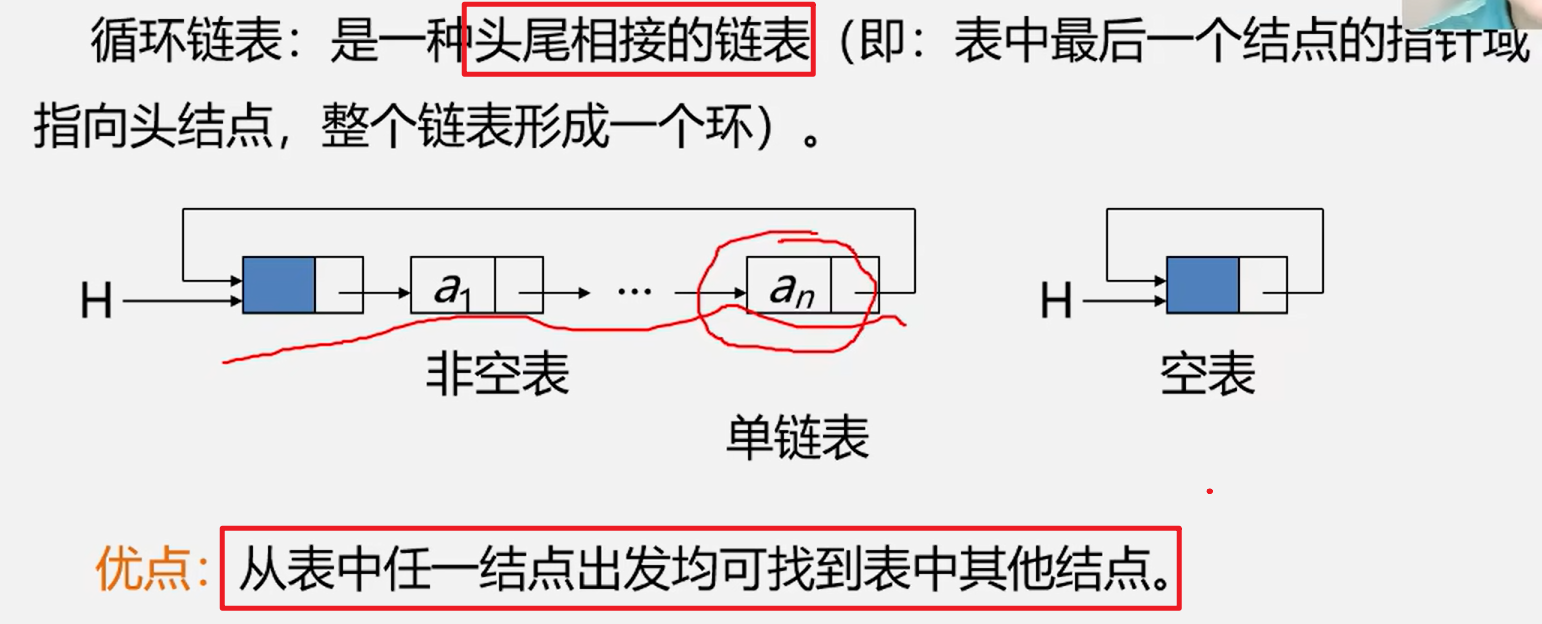 循环链表：是一种头尾相接的链表（即：表中最后一个结点的指针域
指向头结点，整个链表形成一个环）。
H a1 ... an H
非空表 空表
单链表
优点：从表中任一结点出发均可找到表中其他结点。